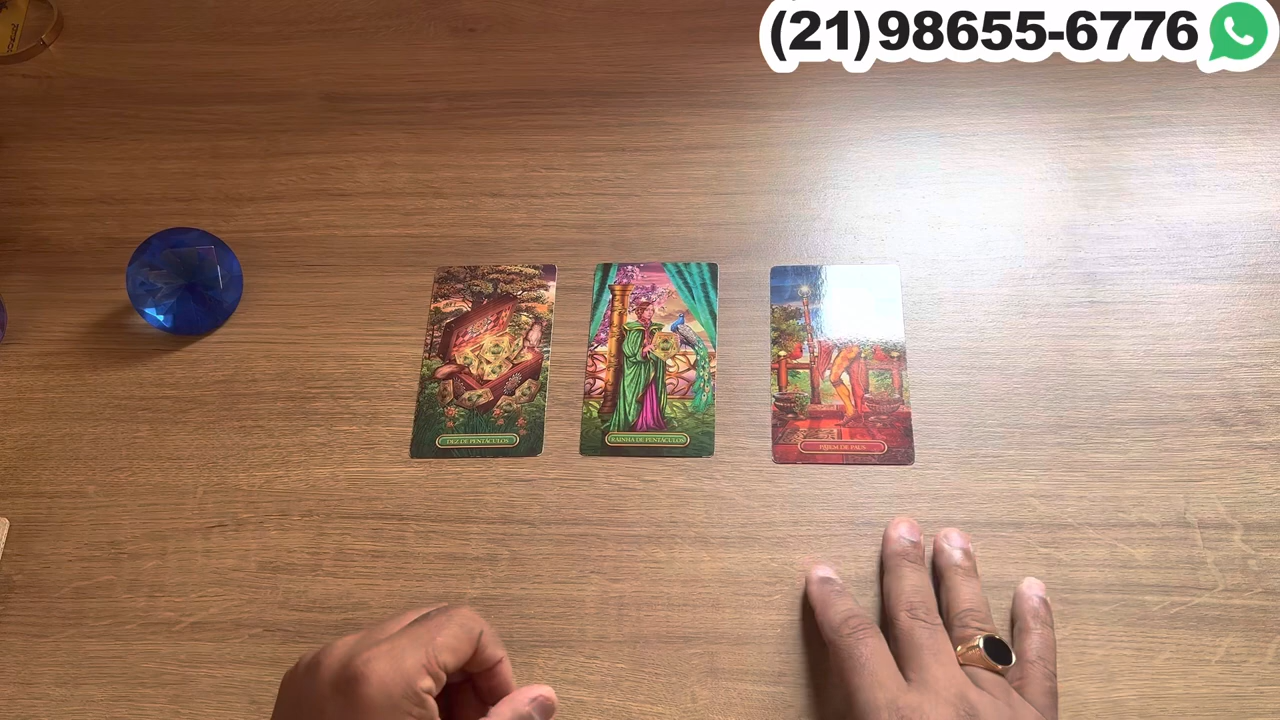 (21)98655-6776
DEZ DE PENTÁCULOS
RAINHA DE PENTÁCULOS
PAJEM DE PAUS